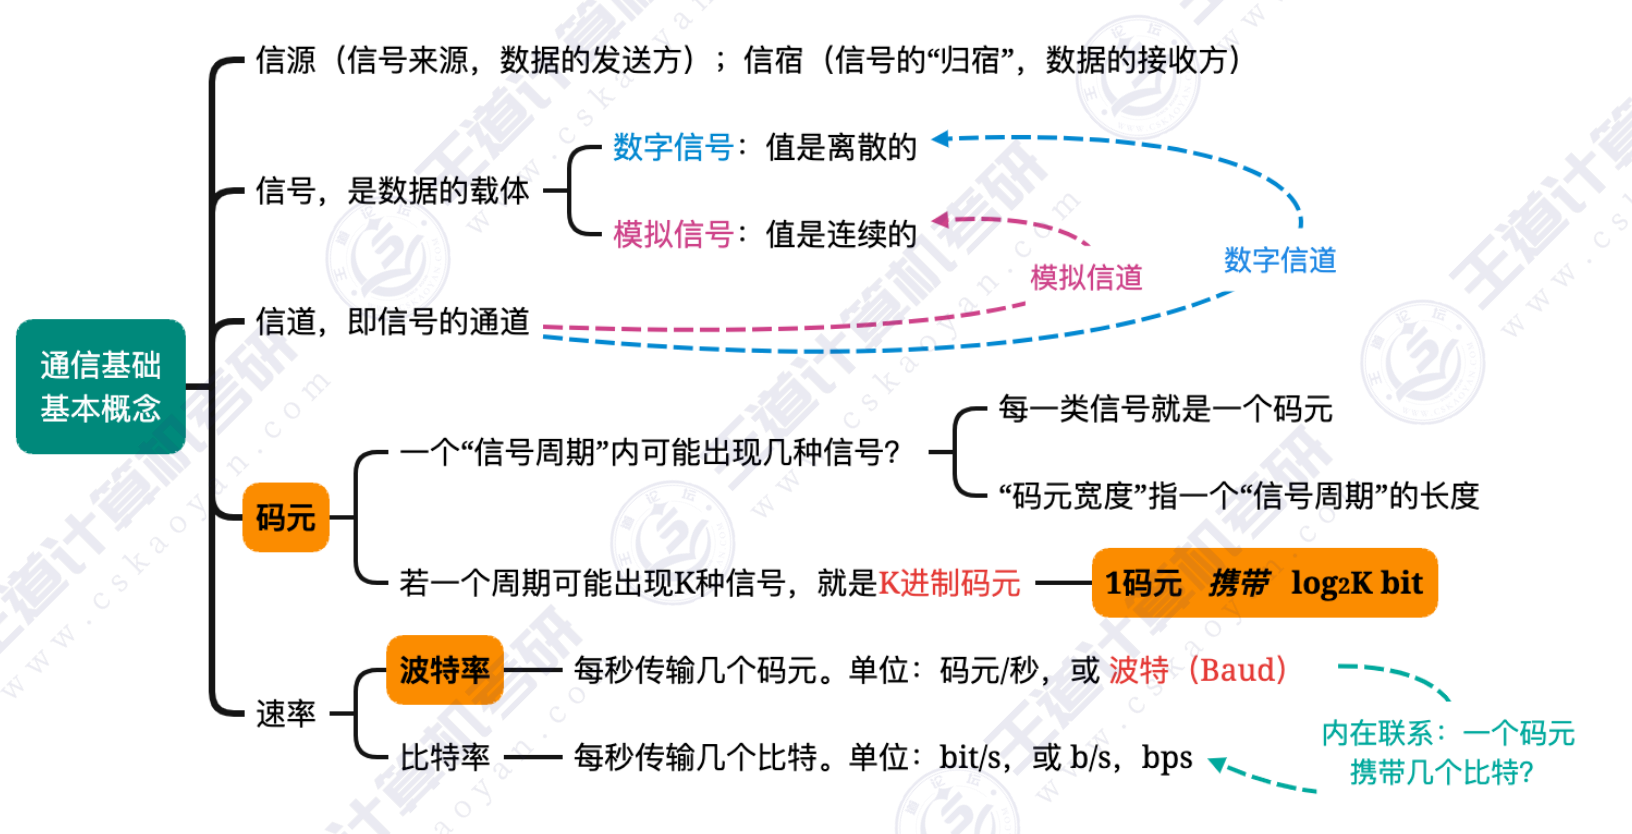 信源（信号来源，数据的发送方）；信宿（信号的“归宿”，数据的接收方）
信号，是数据的载体
数字信号：值是离散的
模拟信号：值是连续的
模拟信道
数字信道
信道，即信号的通道
通信基础
基本概念
码元
一个“信号周期”内可能出现几种信号？
每一类信号就是一个码元
“码元宽度”指一个“信号周期”的长度
若一个周期可能出现K种信号，就是K进制码元
1码元 携带 log₂K bit
速率
波特率
每秒传输几个码元。单位：码元/秒，或 波特（Baud）
比特率
每秒传输几个比特。单位：bit/s，或 b/s，bps
内在联系：一个码元
携带几个比特？
王道计算机考研
www.cskaoyan.com